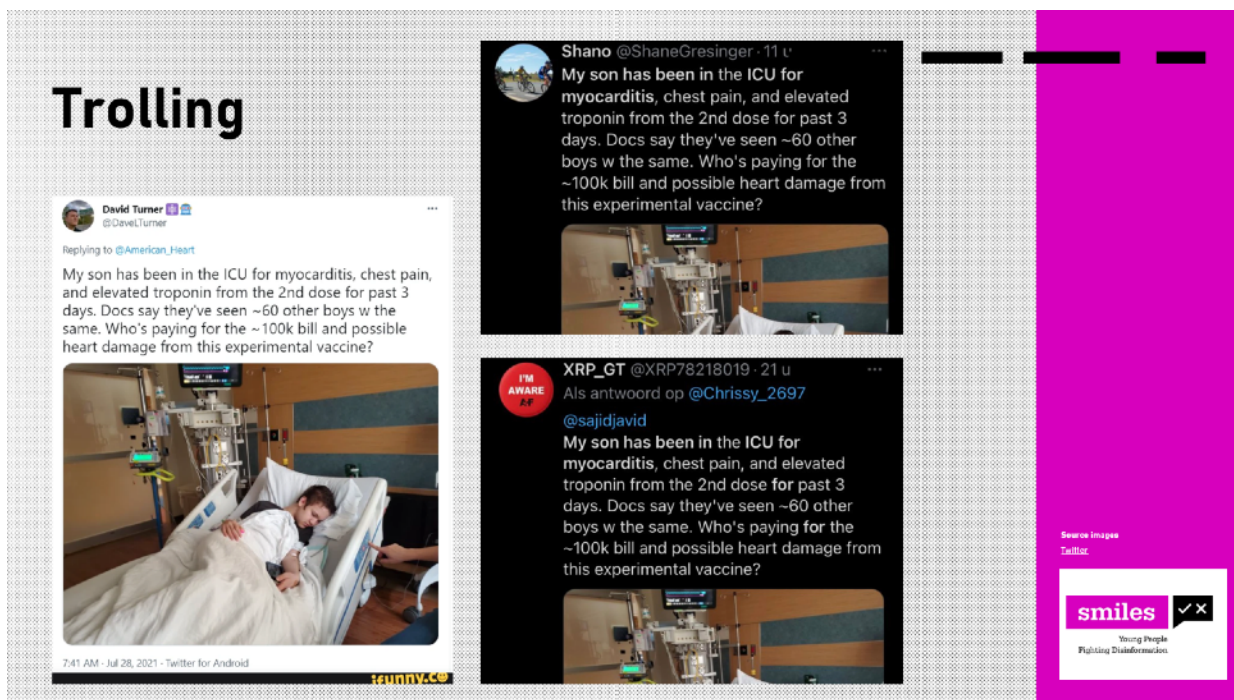 Trolling
David Turner
@DaveLTurner
Replying to @American_Heart
My son has been in the ICU for myocarditis, chest pain,
and elevated troponin from the 2nd dose for past 3
days. Docs say they've seen ~60 other boys w the
same. Who's paying for the ~100k bill and possible
heart damage from this experimental vaccine?
7:41 AM · Jul 28, 2021 · Twitter for Android
ifunny.co
Shano @ShaneGresinger · 11 u
My son has been in the ICU for
myocarditis, chest pain, and elevated
troponin from the 2nd dose for past 3
days. Docs say they've seen ~60 other
boys w the same. Who's paying for the
~100k bill and possible heart damage from
this experimental vaccine?
I'M
AWARE
A·F
XRP_GT @XRP78218019 · 21 u
Als antwoord op @Chrissy_2697
@sajidjavid
My son has been in the ICU for
myocarditis, chest pain, and elevated
troponin from the 2nd dose for past 3
days. Docs say they've seen ~60 other
boys w the same. Who's paying for the
~100k bill and possible heart damage from
this experimental vaccine?
Source images
Twitter
smiles
Young People
Fighting Disinformation